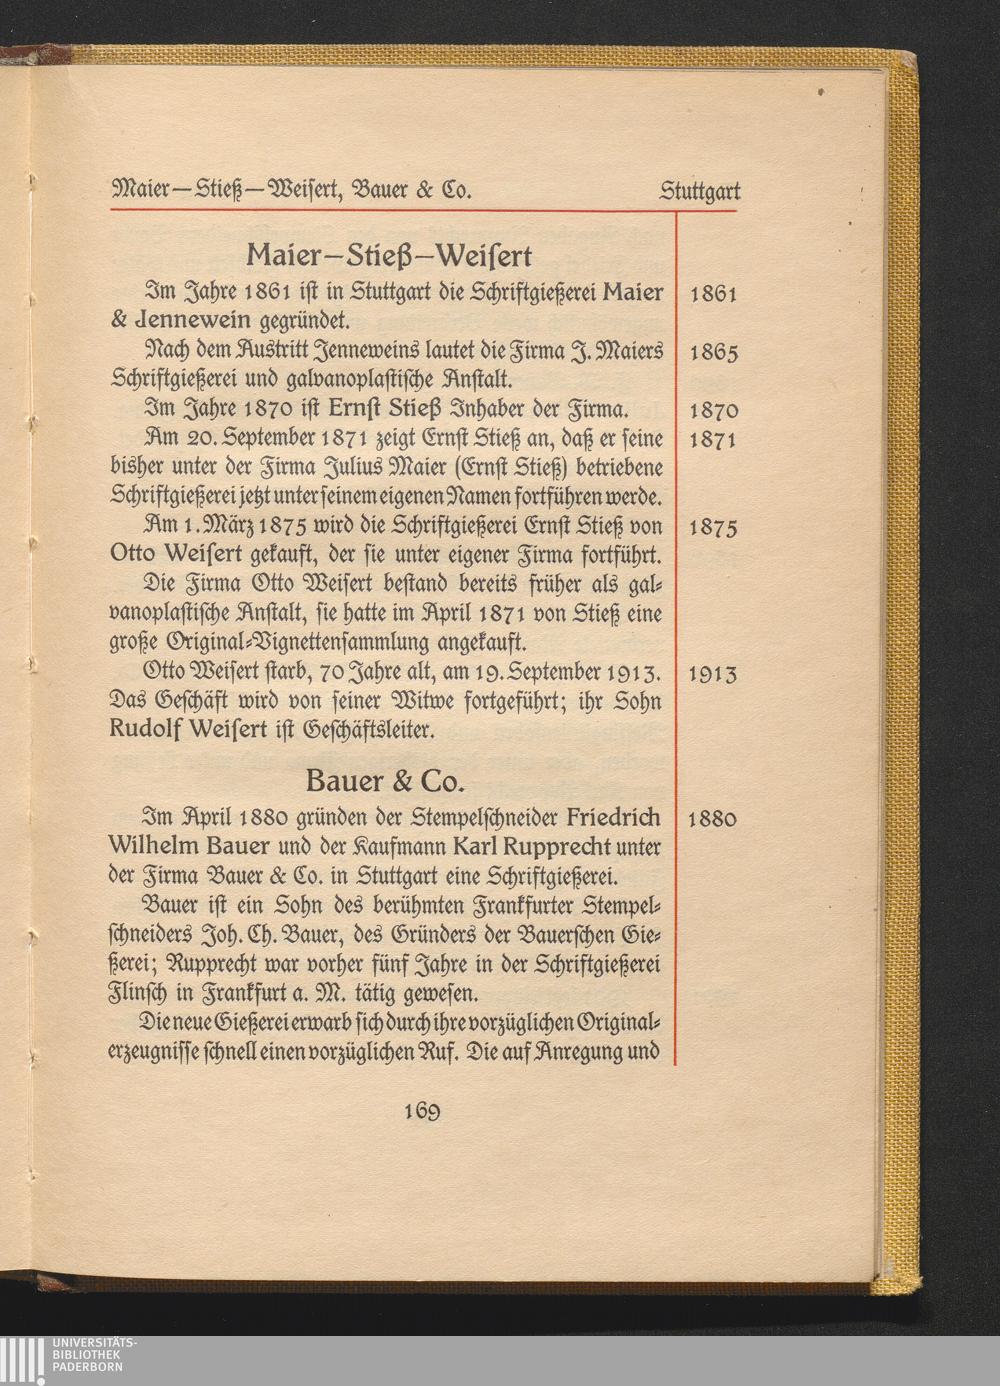 Maier—Stieß—Weiſert, Bauer & Co. Stuttgart
Maier—Stieß—Weiſert
Im Jahre 1861 iſt in Stuttgart die Schriftgießerei Maier 1861
& Jennewein gegründet.
Nach dem Austritt Jenneweins lautet die Firma J. Maiers 1865
Schriftgießerei und galvanoplaſtiſche Anſtalt.
Im Jahre 1870 iſt Ernſt Stieß Inhaber der Firma. 1870
Am 20. September 1871 zeigt Ernſt Stieß an, daß er ſeine 1871
bisher unter der Firma Julius Maier (Ernſt Stieß) betriebene
Schriftgießerei jetzt unter ſeinem eigenen Namen fortführen werde.
Am 1. März 1875 wird die Schriftgießerei Ernſt Stieß von 1875
Otto Weiſert gekauft, der ſie unter eigener Firma fortführt.
Die Firma Otto Weiſert beſtand bereits früher als gal⸗
vanoplaſtiſche Anſtalt, ſie hatte im April 1871 von Stieß eine
große Original⸗Vignettenſammlung angekauft.
Otto Weiſert ſtarb, 70 Jahre alt, am 19. September 1913. 1913
Das Geſchäft wird von ſeiner Witwe fortgeführt; ihr Sohn
Rudolf Weiſert iſt Geſchäftsleiter.
Bauer & Co.
Im April 1880 gründen der Stempelſchneider Friedrich 1880
Wilhelm Bauer und der Kaufmann Karl Rupprecht unter
der Firma Bauer & Co. in Stuttgart eine Schriftgießerei.
Bauer iſt ein Sohn des berühmten Frankfurter Stempel⸗
ſchneiders Joh. Ch. Bauer, des Gründers der Bauerſchen Gie⸗
ßerei; Rupprecht war vorher fünf Jahre in der Schriftgießerei
Flinſch in Frankfurt a. M. tätig geweſen.
Die neue Gießerei erwarb ſich durch ihre vorzüglichen Original⸗
erzeugniſſe ſchnell einen vorzüglichen Ruf. Die auf Anregung und
169
UNIVERSITÄTS-
BIBLIOTHEK
PADERBORN